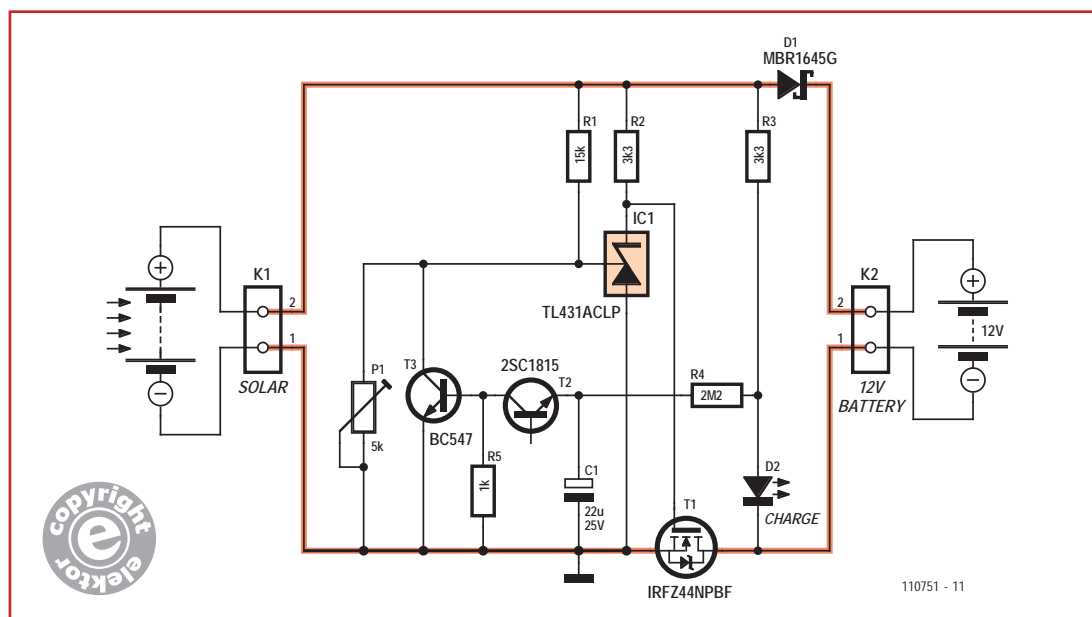 D1
MBR1645G
R1
15k
R2
3k3
R3
3k3
IC1
TL431ACLP
K1
2
1
SOLAR
K2
2
1
12V
BATTERY
12V
P1
5k
T3
BC547
2SC1815
T2
R4
2M2
R5
1k
C1
22u
25V
T1
IRFZ44NPBF
D2
CHARGE
copyright
e
elektor
110751 - 11